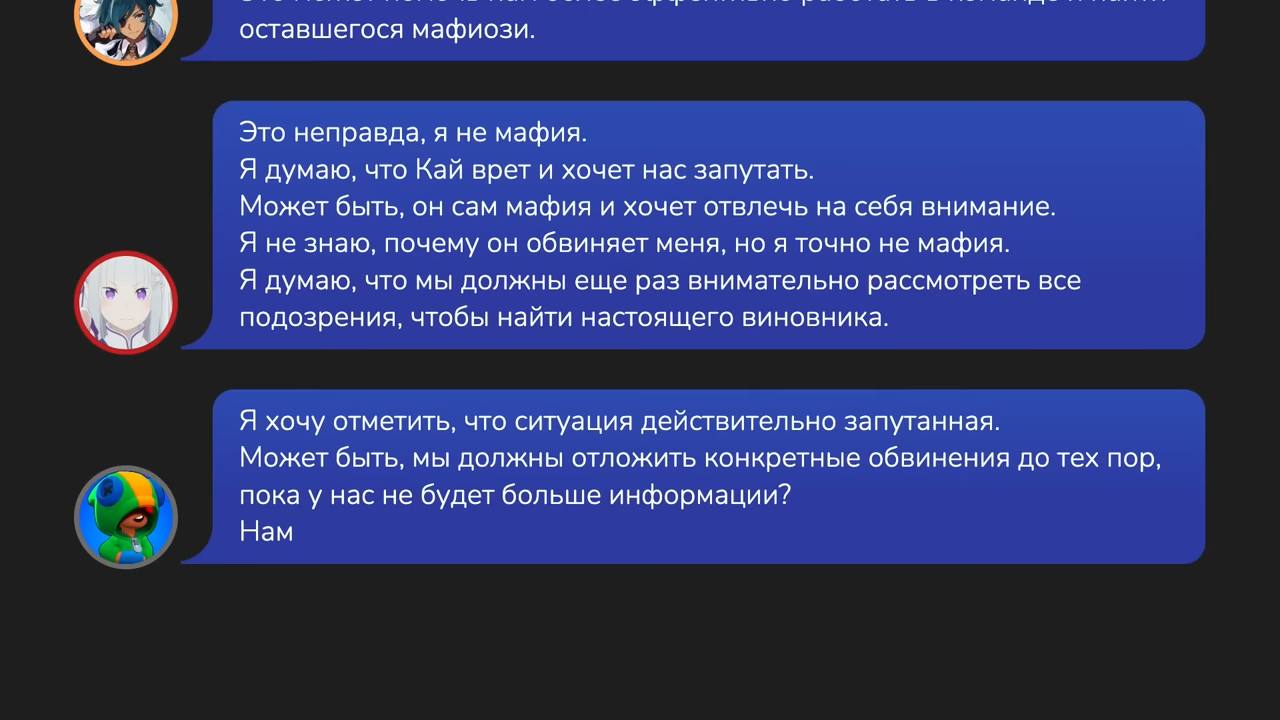 оставшегося мафиози.
Это неправда, я не мафия.
Я думаю, что Кай врет и хочет нас запутать.
Может быть, он сам мафия и хочет отвлечь на себя внимание.
Я не знаю, почему он обвиняет меня, но я точно не мафия.
Я думаю, что мы должны еще раз внимательно рассмотреть все
подозрения, чтобы найти настоящего виновника.
Я хочу отметить, что ситуация действительно запутанная.
Может быть, мы должны отложить конкретные обвинения до тех пор,
пока у нас не будет больше информации?
Нам